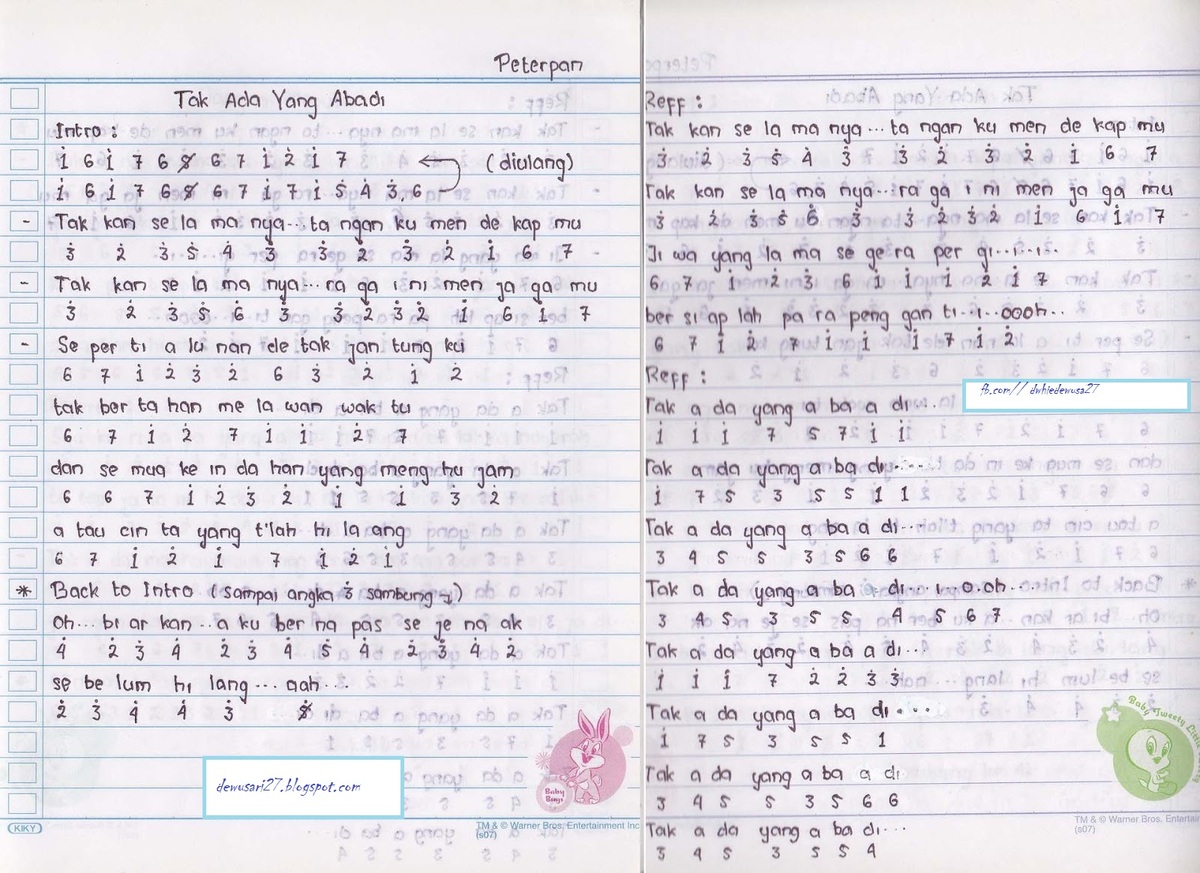 Peterpan
Tak Ada Yang Abadi
Intro :
i̇ 6 i̇ 7 6 5̸ 6 7 1̇ 2̇ 1̇ 7 (diulang)
1̇ 6 1̇ 7 6 5̸ 6 7 1̇ 7 1̇ 5̇ 4̇ 3̇. 6
- Tak kan se la ma nya... ta ngan ku men de kap mu
3̇ 2̇ 3̇ 5̇ 4̇ 3̇ 3̇ 2̇ 3̇ 2̇ 1̇ 6 7
- Tak kan se la ma nya... ra ga i ni men ja ga mu
3̇ 2̇ 3̇ 5̇ 6̇ 3̇ 3̇ 2̇ 3̇ 2̇ 1̇ 6 1̇ 7
- Se per ti a lu nan de tak jan tung ku
6 7 1̇ 2̇ 3̇ 2̇ 6 3̇ 2̇ 1̇ 2̇
tak ber ta han me la wan wak tu
6 7 1̇ 2̇ 7 1̇ 1̇ 2̇ 7
dan se mua ke in da han yang meng hu jam
6 6 7 1̇ 2̇ 3̇ 2̇ 1̇ 1̇ 3̇ 2̇
a tau cin ta yang t'lah hi la ang
6 7 1̇ 2̇ 1̇ 7 1̇ 2̇ 1̇
* Back to Intro (sampai angka 3̇ sambung ↴)
Oh... bi ar kan ...a ku ber na pas se je na ak
4̇ 2̇ 3̇ 4̇ 2̇ 3̇ 4̇ 5̇ 4̇ 2̇ 3̇ 4̇ 2̇
se be lum hi lang.... aah....
2̇ 3̇ 4̇ 4̇ 3̇
dewusari27.blogspot.com
Baby Bugs
KIKY
TM & © Warner Bros. Entertainment Inc
(s07)
Reff :
Tak kan se la ma nya... ta ngan ku men de kap mu
3̇ 2̇ 3̇ 5̇ 4̇ 3̇ 3̇ 2̇ 3̇ 2̇ 1̇ 6 7
Tak kan se la ma nya... ra ga i ni men ja ga mu
3̇ 2̇ 3̇ 5̇ 6̇ 3̇ 3̇ 2̇ 3̇ 2̇ 1̇ 6 1̇ 7
Ji wa yang la ma se ge ra per gi...i...i...
6 7 1̇ 2̇ 3̇ 6 1̇ 1̇ 1̇ 2̇ 1̇ 7
ber si ap lah pa ra peng gan ti..i..oooh..
6 7 1̇ 2̇ 7 1̇ 1̇ 1̇ 7 1̇ 2̇
Reff :
fb.com// dwhiedewusa27
Tak a da yang a ba a di....
1̇ 1̇ 1̇ 7 5 7 2̇ 1̇ 1̇
Tak a da yang a ba di......
1̇ 7 5 3 5 5 1 1
Tak a da yang a ba a di...
3 4 5 5 3 5 6 6
Tak a da yang a ba a di... i..o.oh...
3 4 5 3 5 5 4 5 6 7
Tak a da yang a ba a di...
1̇ 1̇ 1̇ 7 2̇ 2̇ 3̇ 3̇
Tak a da yang a ba di....
1̇ 7 5 3 5 5 1
Tak a da yang a ba a di
3 4 5 5 3 5 6 6
Tak a da yang a ba di...
3 4 5 3 5 5 4
Baby Tweety
TM & © Warner Bros. Entertain
(s07)